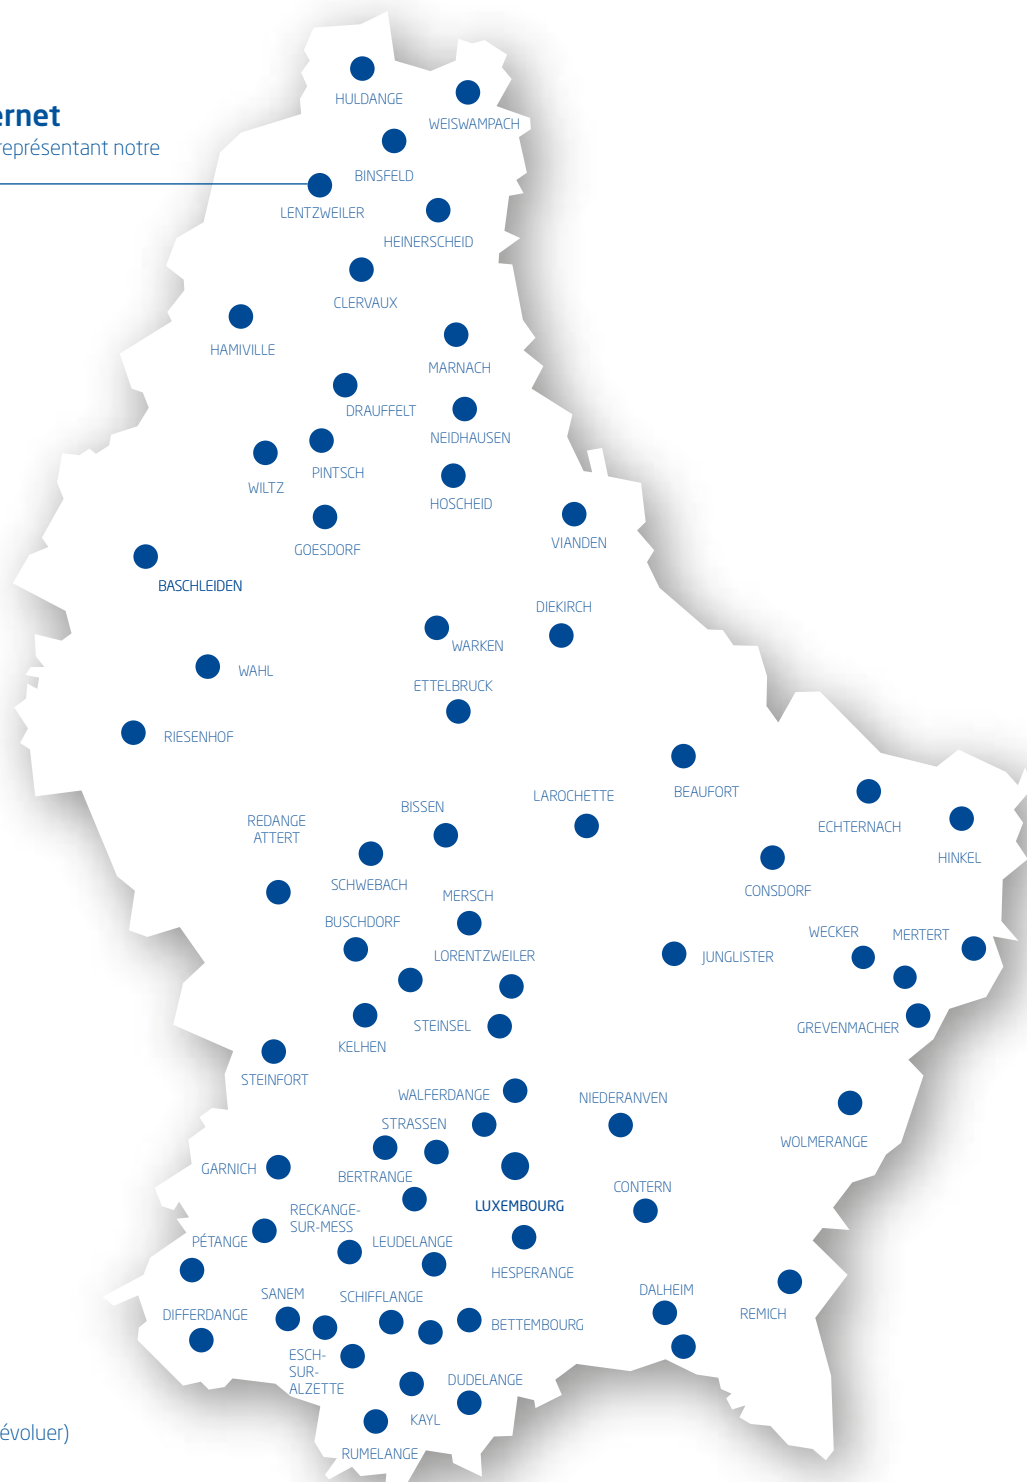 ernet
représentant notre
HULDANGE
WEISWAMPACH
BINSFELD
LENTZWEILER
HEINERSCHEID
CLERVAUX
HAMIVILLE
MARNACH
DRAUFFELT
NEIDHAUSEN
PINTSCH
WILTZ
HOSCHEID
GOESDORF
VIANDEN
BASCHLEIDEN
DIEKIRCH
WARKEN
WAHL
ETTELBRUCK
RIESENHOF
BEAUFORT
LAROCHETTE
BISSEN
REDANGE
ATTERT
ECHTERNACH
HINKEL
SCHWEBACH
CONSDORF
MERSCH
BUSCHDORF
WECKER
MERTERT
LORENTZWEILER
JUNGLISTER
STEINSEL
GREVENMACHER
KELHEN
STEINFORT
WALFERDANGE
NIEDERANVEN
STRASSEN
WOLMERANGE
GARNICH
BERTRANGE
CONTERN
LUXEMBOURG
RECKANGE-
SUR-MESS
PÉTANGE
LEUDELANGE
HESPERANGE
DALHEIM
SANEM
SCHIFFLANGE
REMICH
DIFFERDANGE
BETTEMBOURG
ESCH-
SUR-
ALZETTE
DUDELANGE
KAYL
évoluer)
RUMELANGE